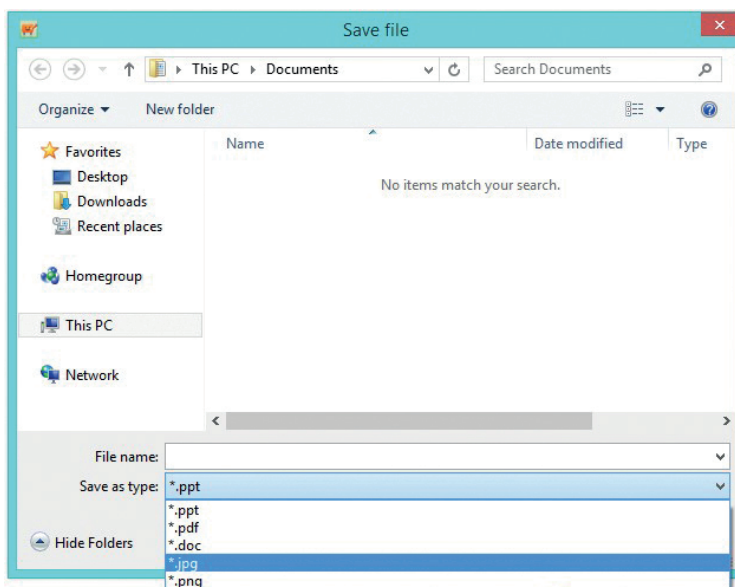 Save file
This PC Documents
Search Documents
Organize
New folder
Name
Date modified
Type
No items match your search.
Favorites
Desktop
Downloads
Recent places
Homegroup
This PC
Network
File name:
Save as type: *.ppt
*.ppt
*.pdf
*.doc
*.jpg
*.png
Hide Folders